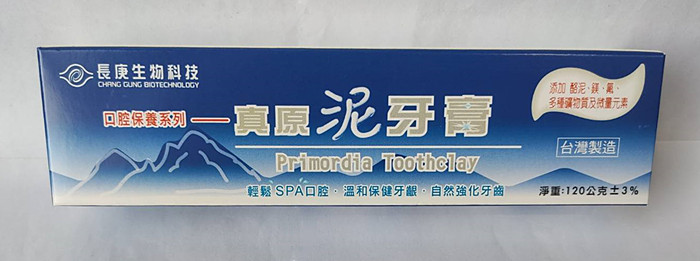 長庚生物科技
CHANG GUNG BIOTECHNOLOGY
口腔保養系列
真原泥牙膏
Primordia Toothclay
添加 酪泥、鎂、氟、
多種礦物質及微量元素
台灣製造
輕鬆SPA口腔,溫和保健牙齦,自然強化牙齒
淨重:120公克±3%